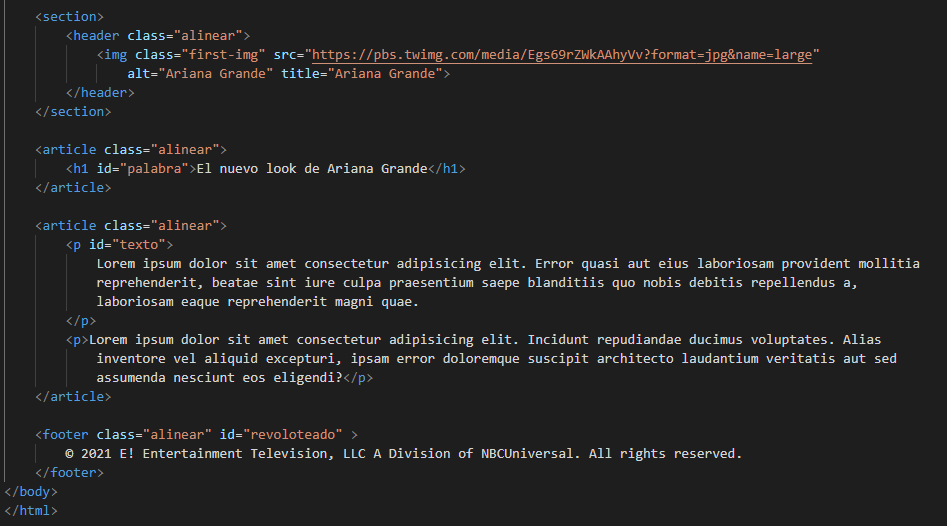 <section>
<header class="alinear">
<img class="first-img" src="https://pbs.twimg.com/media/Egs69rZWkAAhyVv?format=jpg&name=large"
alt="Ariana Grande" title="Ariana Grande">
</header>
</section>
<article class="alinear">
<h1 id="palabra">El nuevo look de Ariana Grande</h1>
</article>
<article class="alinear">
<p id="texto">
Lorem ipsum dolor sit amet consectetur adipisicing elit. Error quasi aut eius laboriosam provident mollitia
reprehenderit, beatae sint iure culpa praesentium saepe blanditiis quo nobis debitis repellendus a,
laboriosam eaque reprehenderit magni quae.
</p>
<p>Lorem ipsum dolor sit amet consectetur adipisicing elit. Incidunt repudiandae ducimus voluptates. Alias
inventore vel aliquid excepturi, ipsam error doloremque suscipit architecto laudantium veritatis aut sed
assumenda nesciunt eos eligendi?</p>
</article>
<footer class="alinear" id="revoloteado" >
© 2021 E! Entertainment Television, LLC A Division of NBCUniversal. All rights reserved.
</footer>
</body>
</html>